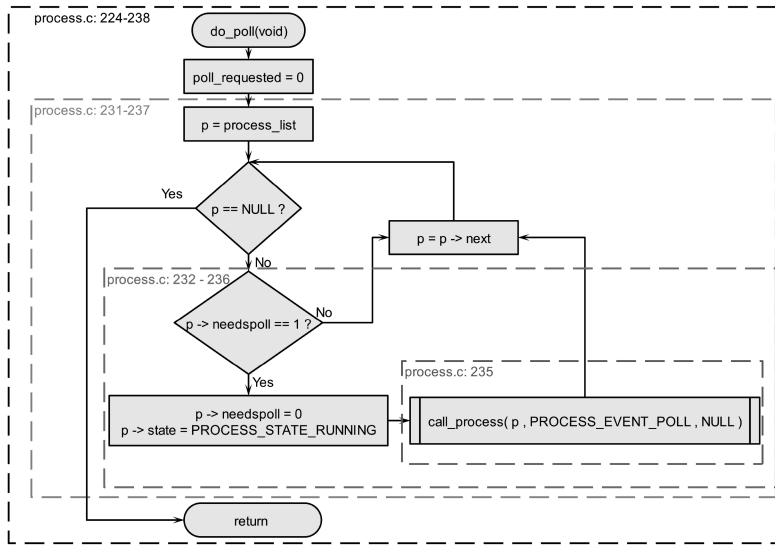 process.c: 224-238
do_poll(void)
poll_requested = 0
process.c: 231-237
p = process_list
Yes
p == NULL ?
p = p -> next
No
process.c: 232 - 236
No
p -> needspoll == 1 ?
process.c: 235
Yes
p -> needspoll = 0
p -> state = PROCESS_STATE_RUNNING
call_process( p , PROCESS_EVENT_POLL , NULL )
return